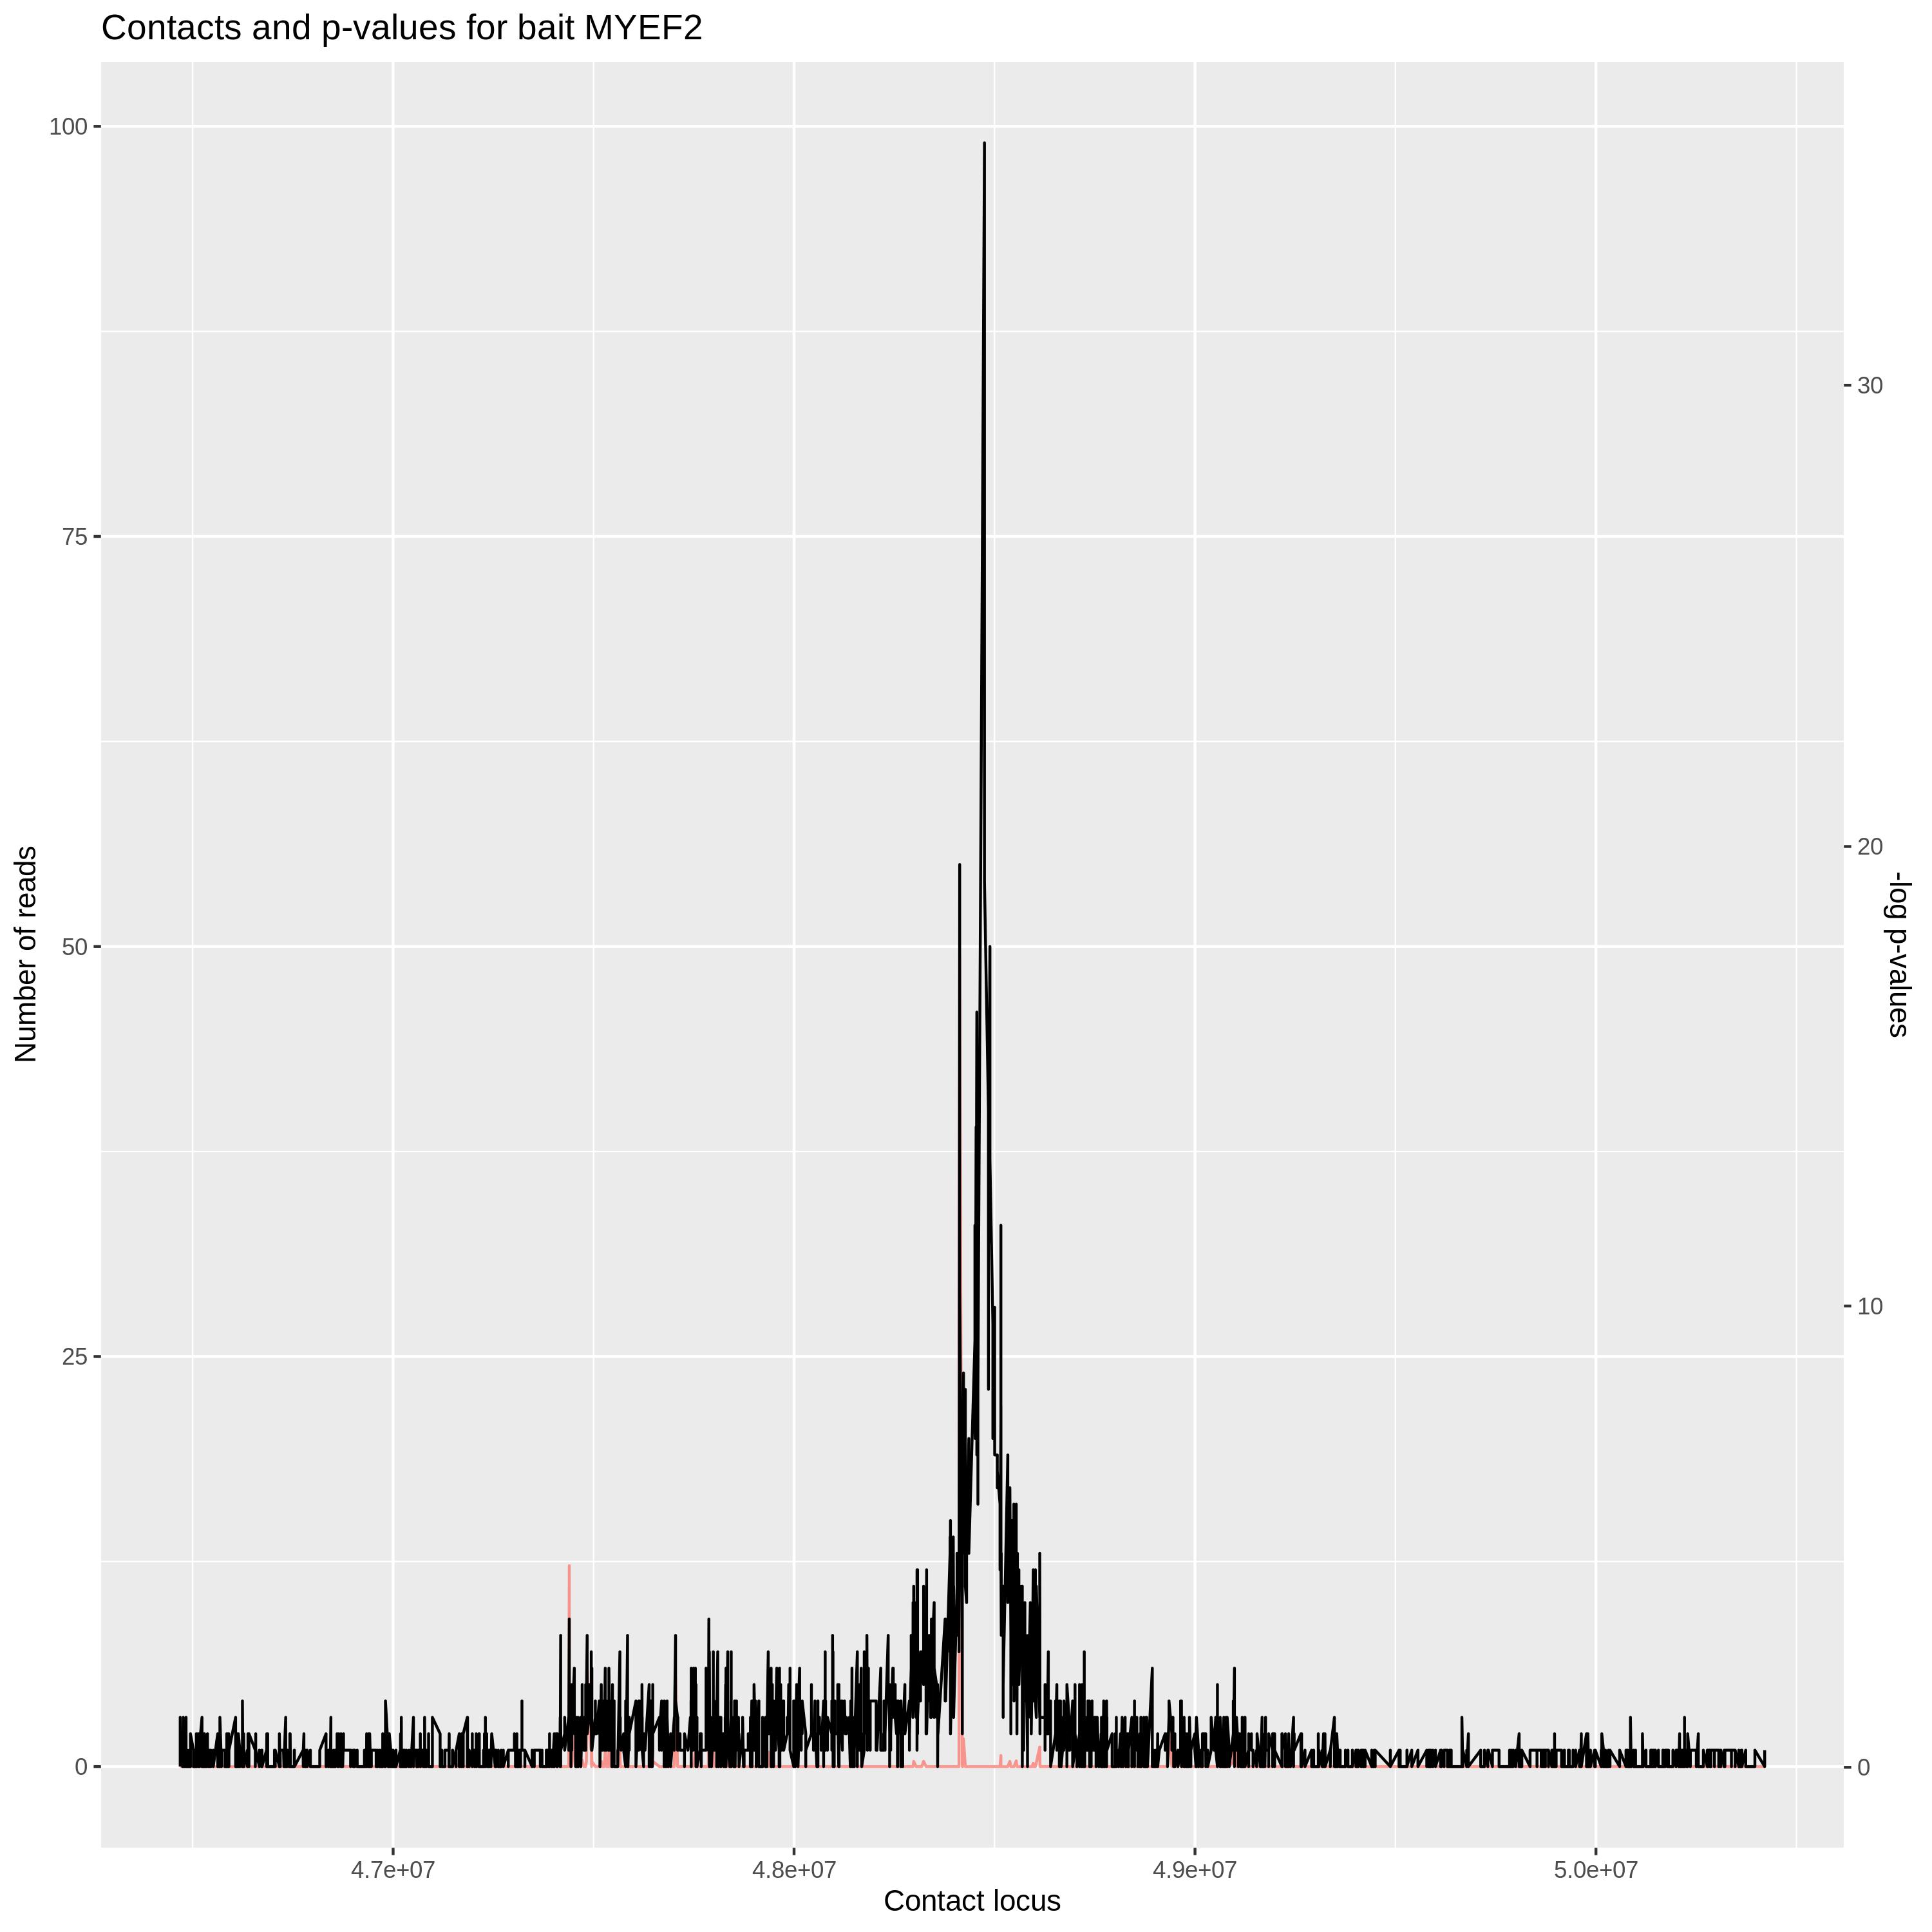 Contacts and p-values for bait MYEF2
100
75
50
25
0
Number of reads
30
20
10
0
-log p-values
4.7e+07
4.8e+07
4.9e+07
5.0e+07
Contact locus